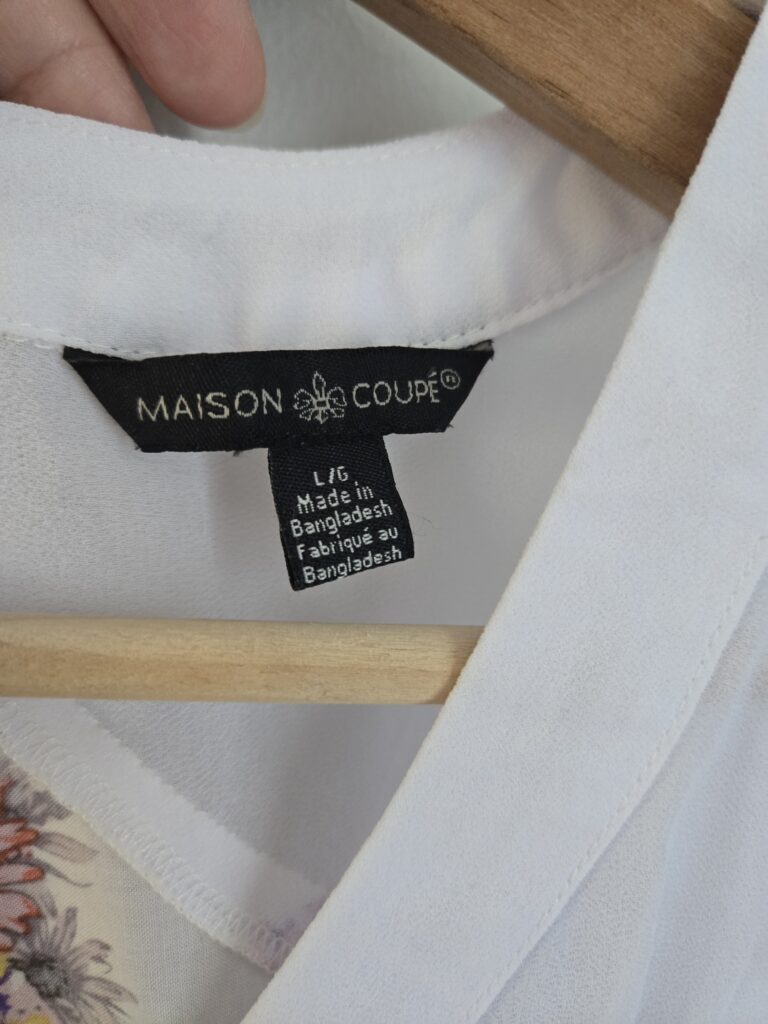 MAISON COUPÉ
L/G
Made in
Bangladesh
Fabriqué au
Bangladesh